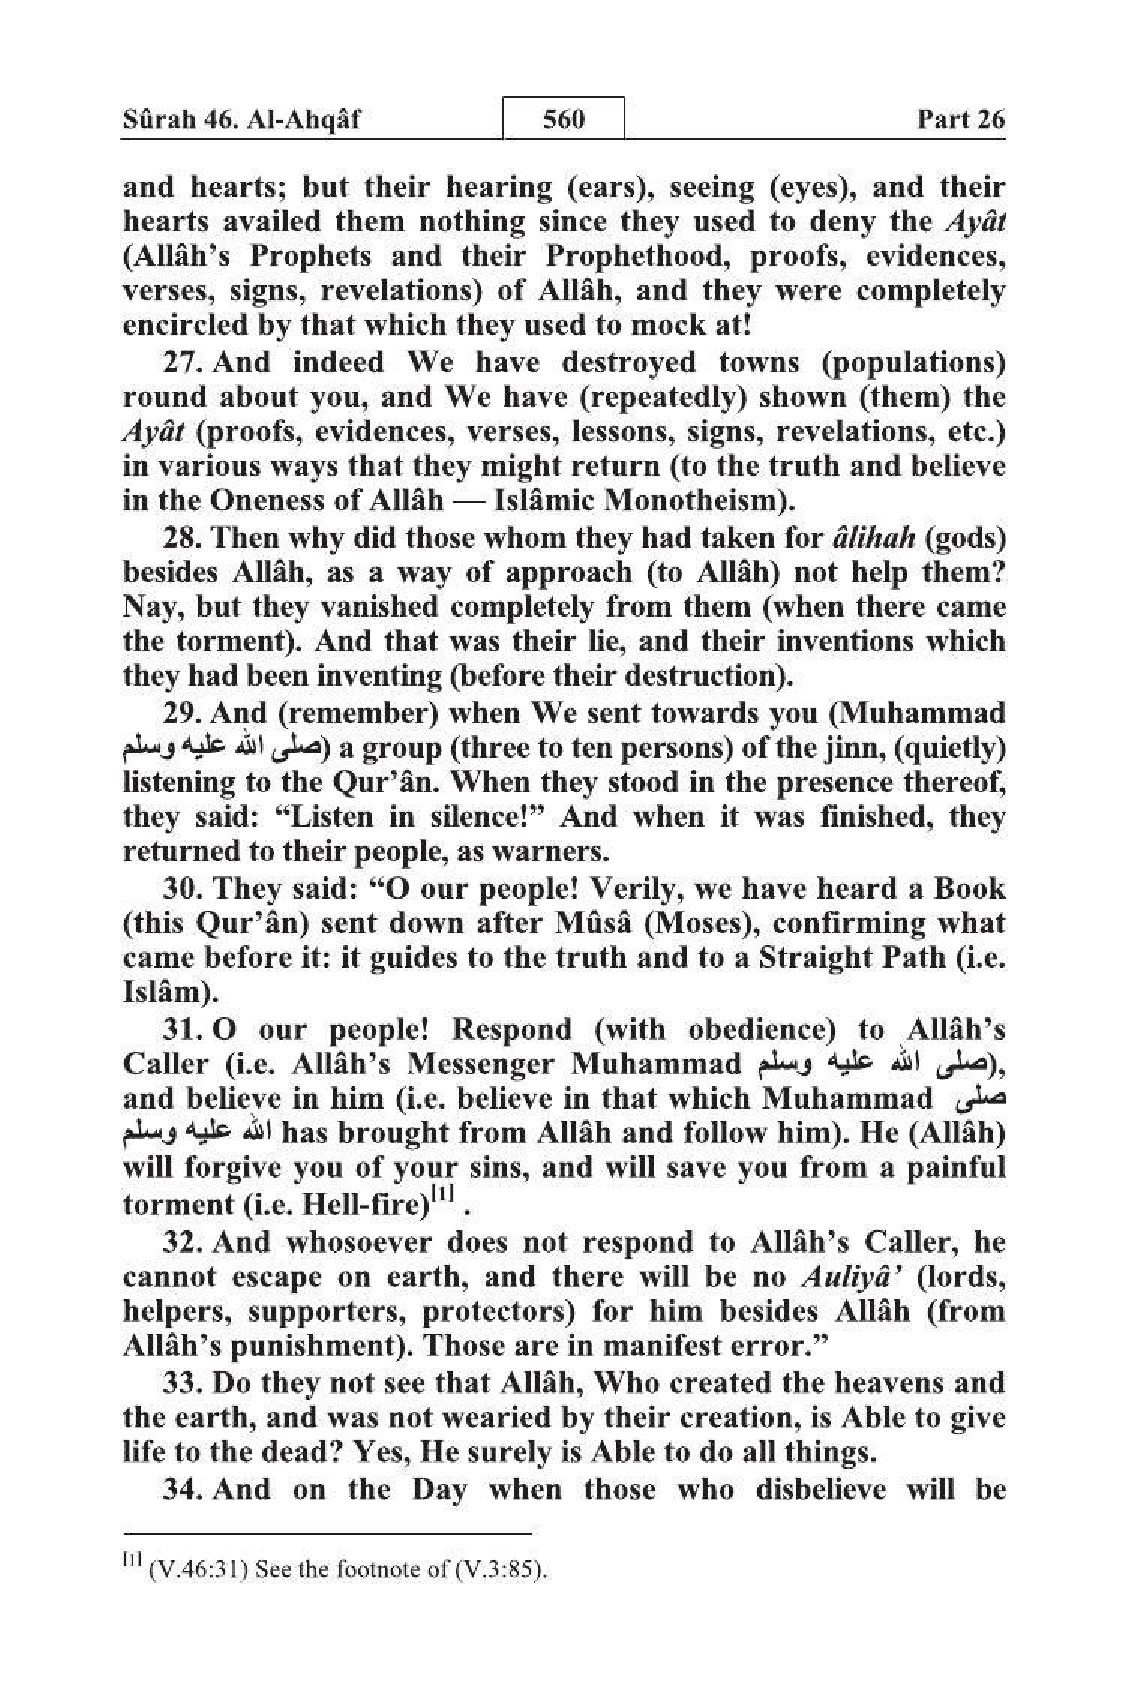 Sûrah 46. Al-Ahqâf 560 Part 26
and hearts; but their hearing (ears), seeing (eyes), and their
hearts availed them nothing since they used to deny the Ayât
(Allâh’s Prophets and their Prophethood, proofs, evidences,
verses, signs, revelations) of Allâh, and they were completely
encircled by that which they used to mock at!
27. And indeed We have destroyed towns (populations)
round about you, and We have (repeatedly) shown (them) the
Ayât (proofs, evidences, verses, lessons, signs, revelations, etc.)
in various ways that they might return (to the truth and believe
in the Oneness of Allâh — Islâmic Monotheism).
28. Then why did those whom they had taken for âlihah (gods)
besides Allâh, as a way of approach (to Allâh) not help them?
Nay, but they vanished completely from them (when there came
the torment). And that was their lie, and their inventions which
they had been inventing (before their destruction).
29. And (remember) when We sent towards you (Muhammad
صلى الله عليه وسلم) a group (three to ten persons) of the jinn, (quietly)
listening to the Qur’ân. When they stood in the presence thereof,
they said: “Listen in silence!” And when it was finished, they
returned to their people, as warners.
30. They said: “O our people! Verily, we have heard a Book
(this Qur’ân) sent down after Mûsâ (Moses), confirming what
came before it: it guides to the truth and to a Straight Path (i.e.
Islâm).
31. O our people! Respond (with obedience) to Allâh’s
Caller (i.e. Allâh’s Messenger Muhammad صلى الله عليه وسلم),
and believe in him (i.e. believe in that which Muhammad صلى
الله عليه وسلم has brought from Allâh and follow him). He (Allâh)
will forgive you of your sins, and will save you from a painful
torment (i.e. Hell-fire)[1] .
32. And whosoever does not respond to Allâh’s Caller, he
cannot escape on earth, and there will be no Auliyâ’ (lords,
helpers, supporters, protectors) for him besides Allâh (from
Allâh’s punishment). Those are in manifest error.”
33. Do they not see that Allâh, Who created the heavens and
the earth, and was not wearied by their creation, is Able to give
life to the dead? Yes, He surely is Able to do all things.
34. And on the Day when those who disbelieve will be
[1] (V.46:31) See the footnote of (V.3:85).